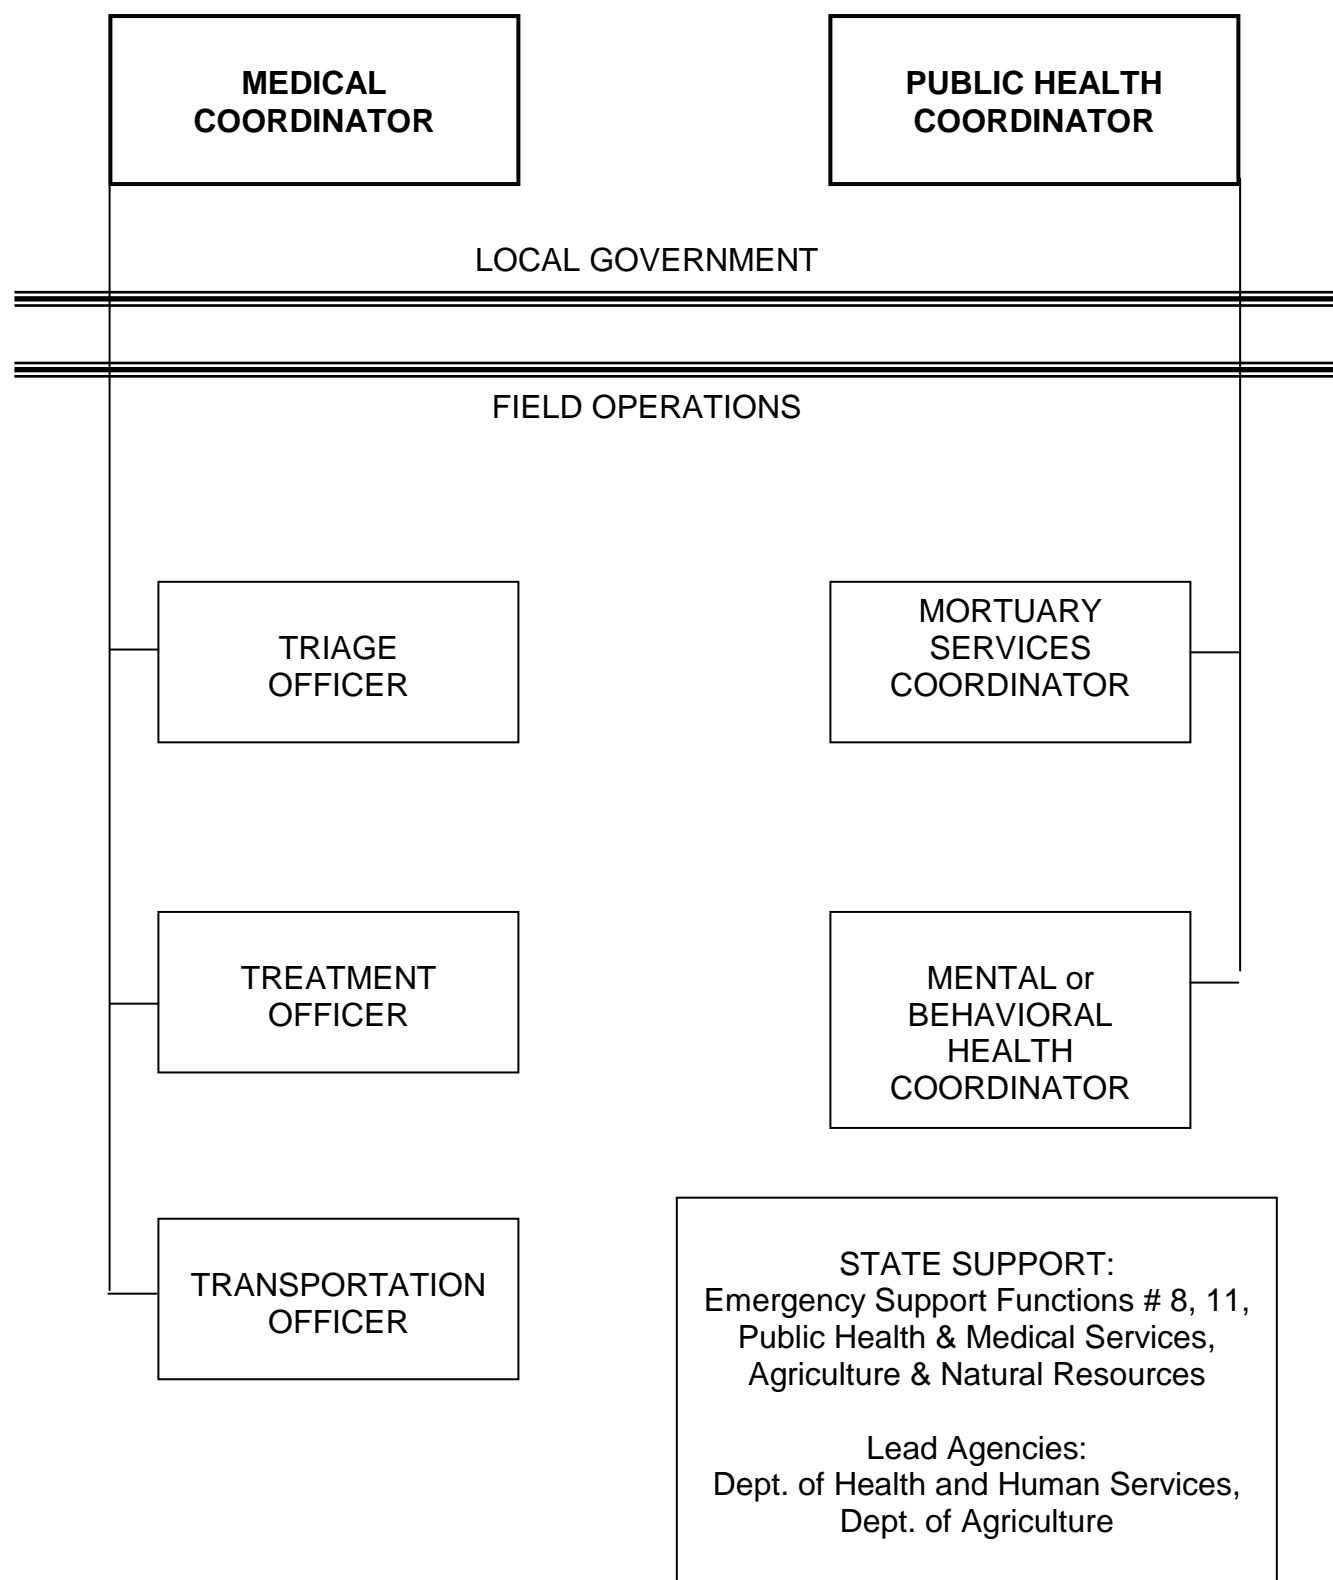 MEDICAL
COORDINATOR
PUBLIC HEALTH
COORDINATOR
LOCAL GOVERNMENT
FIELD OPERATIONS
TRIAGE
OFFICER
MORTUARY
SERVICES
COORDINATOR
TREATMENT
OFFICER
MENTAL or
BEHAVIORAL
HEALTH
COORDINATOR
TRANSPORTATION
OFFICER
STATE SUPPORT:
Emergency Support Functions # 8, 11,
Public Health & Medical Services,
Agriculture & Natural Resources
Lead Agencies:
Dept. of Health and Human Services,
Dept. of Agriculture